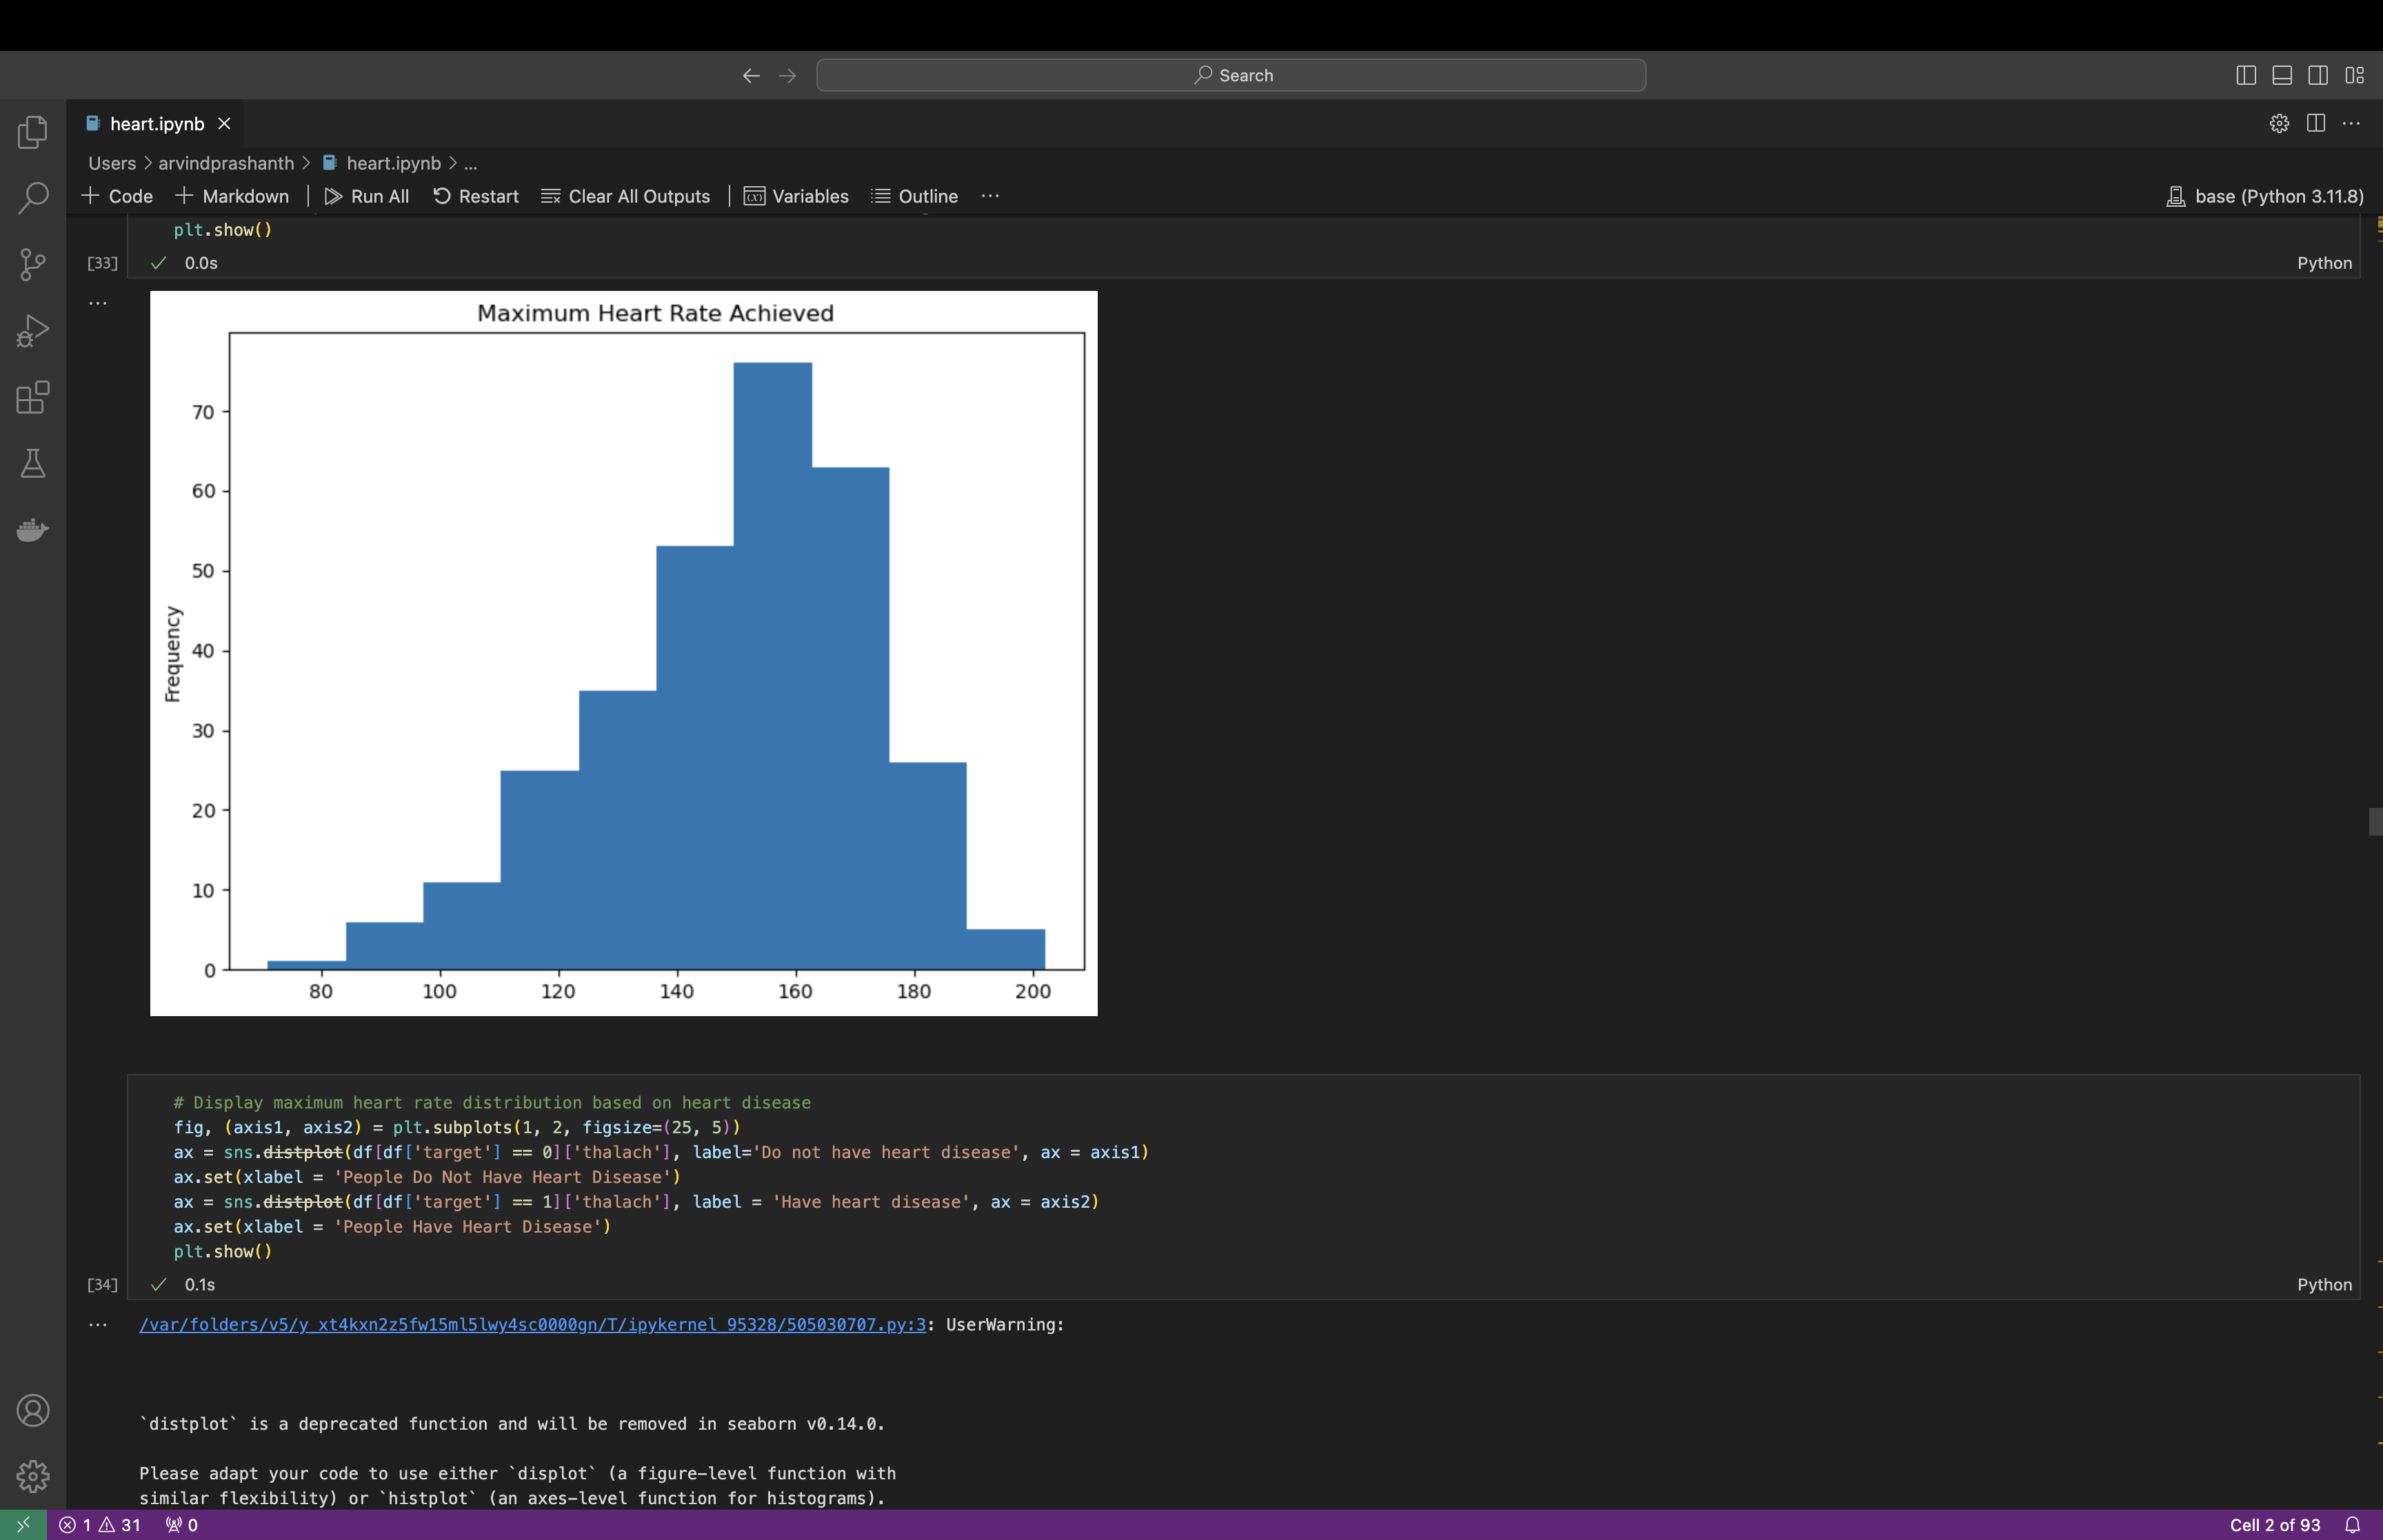 Search
heart.ipynb
Users > arvindprashanth > heart.ipynb > ...
+ Code + Markdown | Run All Restart Clear All Outputs | Variables Outline ... base (Python 3.11.8)
plt.show()
[33] ✓ 0.0s Python
...
Maximum Heart Rate Achieved
70
60
50
40
30
20
10
0
Frequency
80 100 120 140 160 180 200
# Display maximum heart rate distribution based on heart disease
fig, (axis1, axis2) = plt.subplots(1, 2, figsize=(25, 5))
ax = sns.distplot(df[df['target'] == 0]['thalach'], label='Do not have heart disease', ax = axis1)
ax.set(xlabel = 'People Do Not Have Heart Disease')
ax = sns.distplot(df[df['target'] == 1]['thalach'], label = 'Have heart disease', ax = axis2)
ax.set(xlabel = 'People Have Heart Disease')
plt.show()
[34] ✓ 0.1s Python
... /var/folders/v5/y_xt4kxn2z5fw15ml5lwy4sc0000gn/T/ipykernel_95328/505030707.py:3: UserWarning:
`distplot` is a deprecated function and will be removed in seaborn v0.14.0.
Please adapt your code to use either `displot` (a figure-level function with
similar flexibility) or `histplot` (an axes-level function for histograms).
1 31 0 Cell 2 of 93